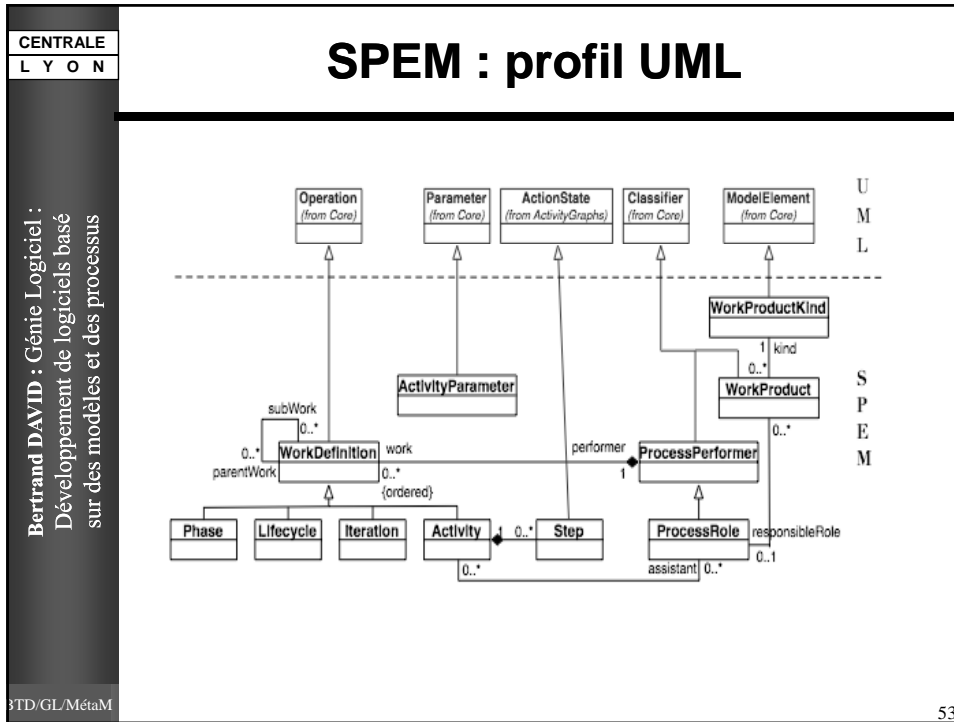 CENTRALE
L Y O N
SPEM : profil UML
Bertrand DAVID : Génie Logiciel :
Développement de logiciels basé
sur des modèles et des processus
Operation
(from Core)
Parameter
(from Core)
ActionState
(from ActivityGraphs)
Classifier
(from Core)
ModelElement
(from Core)
U
M
L
WorkProductKind
1 kind
0..*
WorkProduct
0..*
ActivityParameter
S
P
E
M
subWork
0..*
0..*
parentWork
WorkDefinition
work
0..*
{ordered}
performer
1
ProcessPerformer
Phase
Lifecycle
Iteration
Activity
1
0..*
Step
ProcessRole
responsibleRole
0..1
0..*
assistant
0..*
BTD/GL/MétaM
53